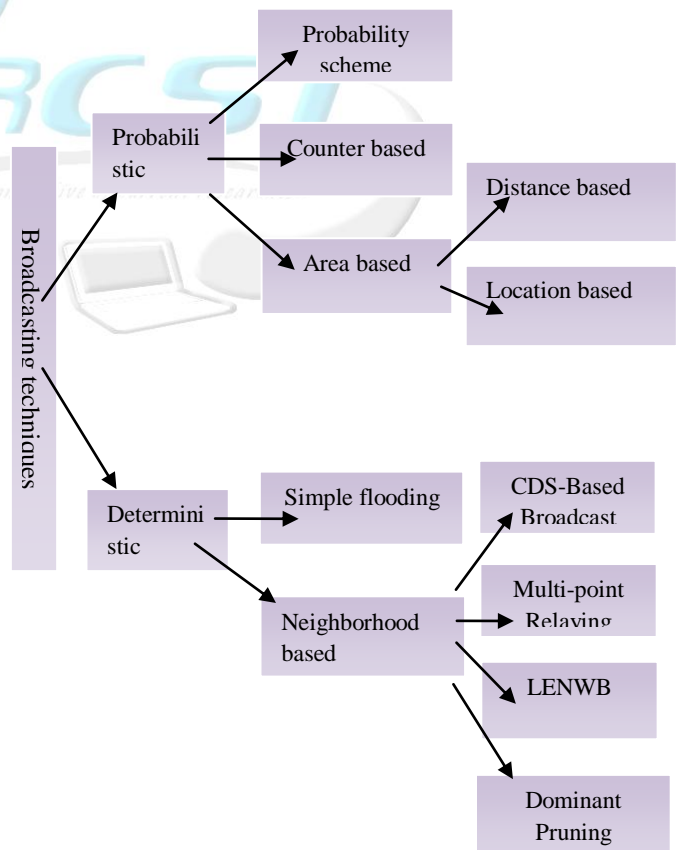 Probability
scheme
Probabili
stic
Counter based
Distance based
Area based
Location based
Broadcasting techniques
Simple flooding
CDS-Based
Broadcast
Determini
stic
Multi-point
Relaying
Neighborhood
based
LENWB
Dominant
Pruning